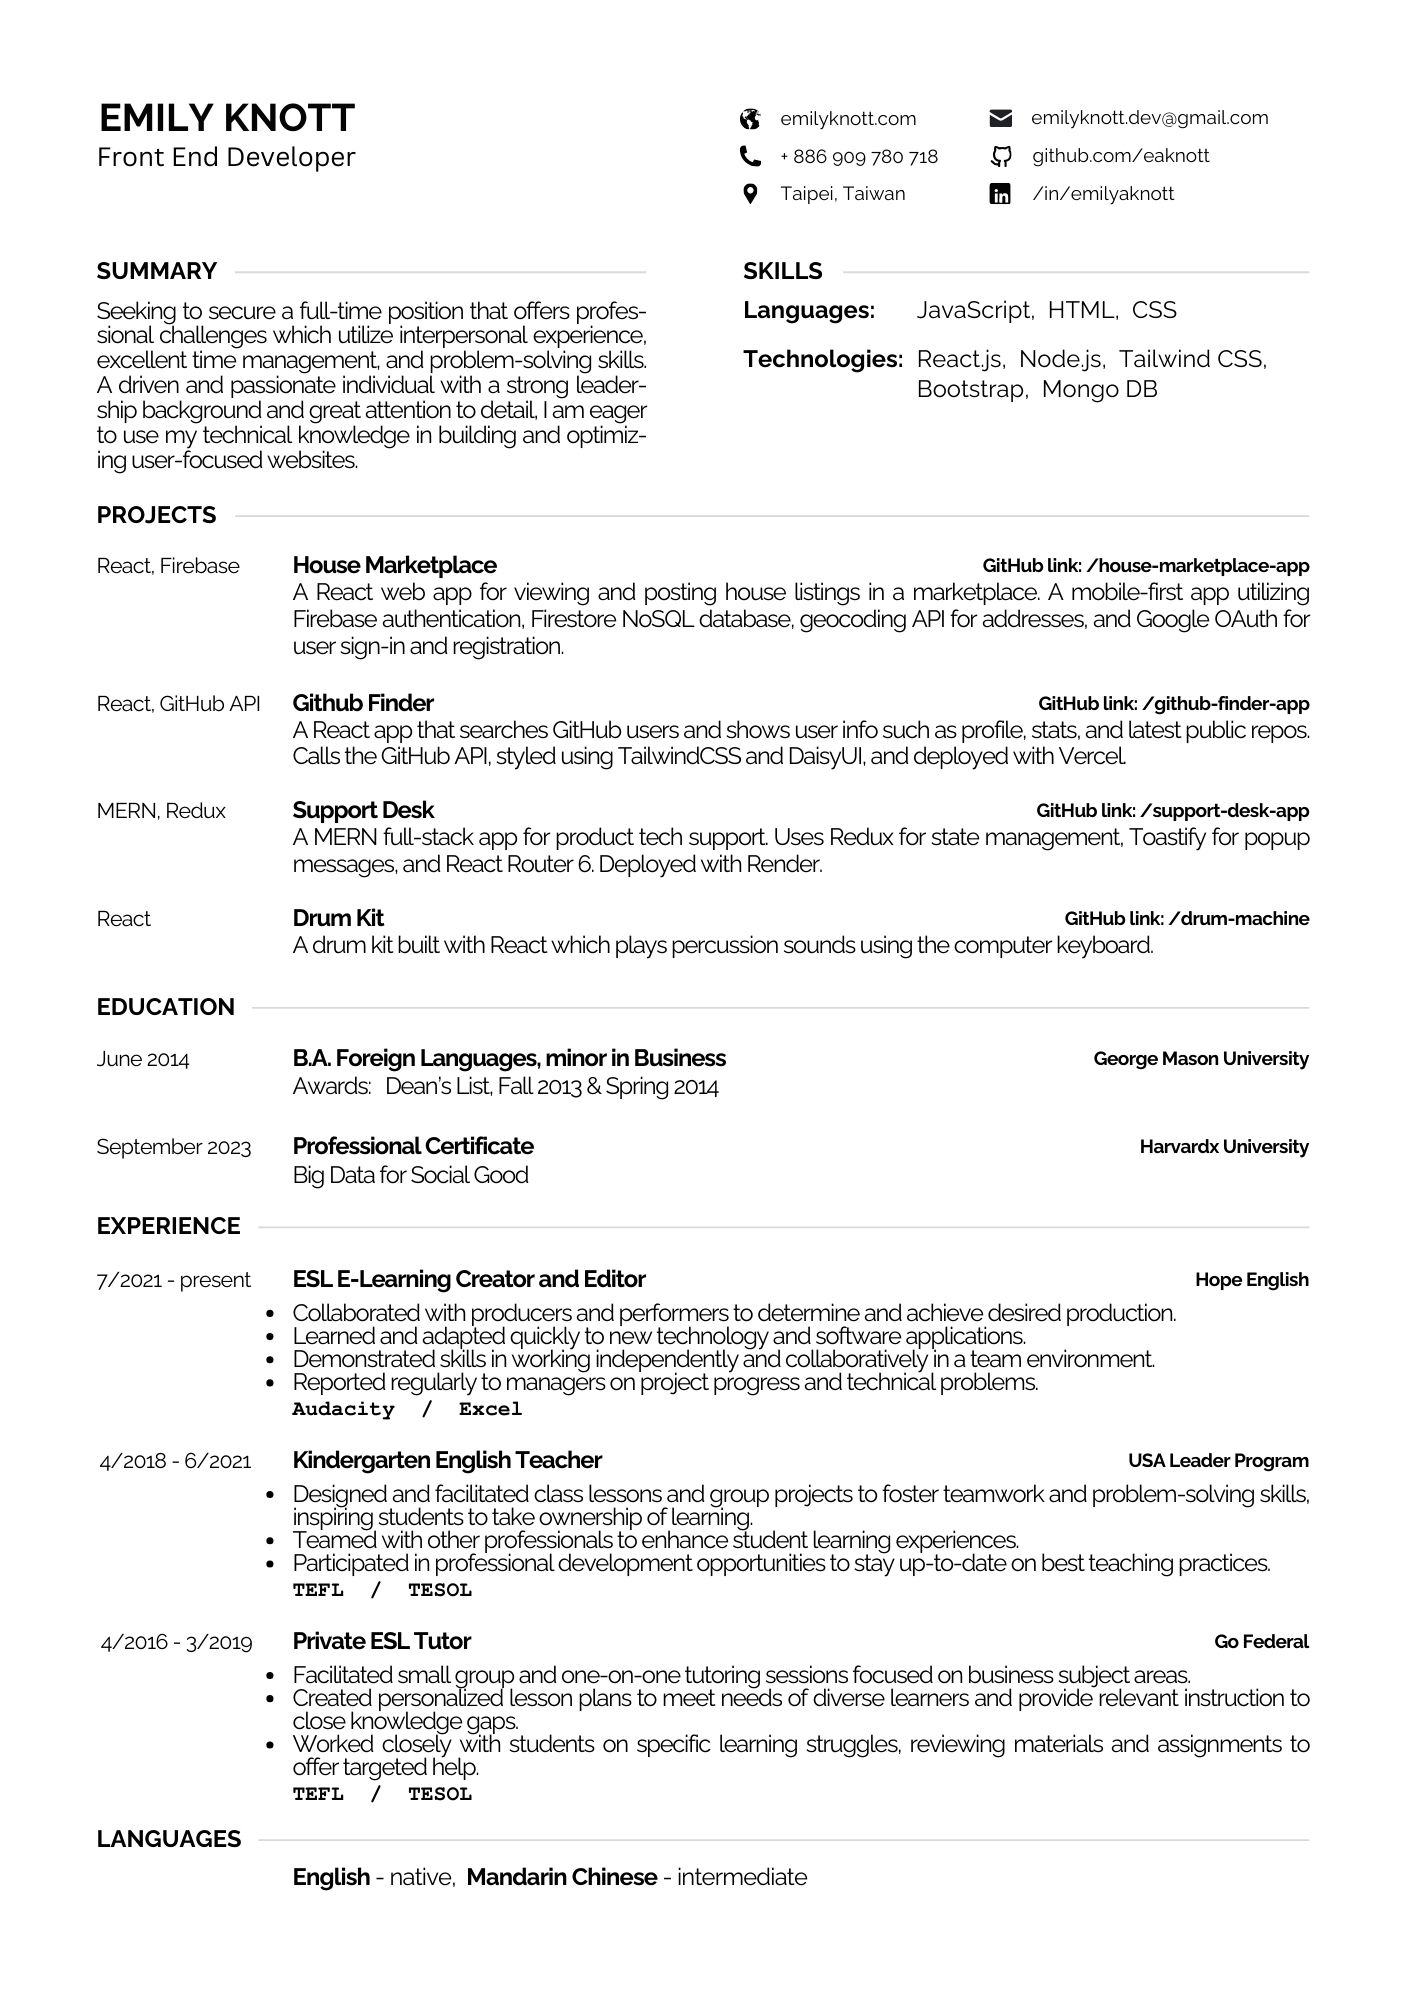 EMILY KNOTT
Front End Developer
emilyknott.com
emilyknott.dev@gmail.com
+ 886 909 780 718
github.com/eaknott
Taipei, Taiwan
/in/emilyaknott
SUMMARY
Seeking to secure a full-time position that offers profes-
sional challenges which utilize interpersonal experience,
excellent time management, and problem-solving skills.
A driven and passionate individual with a strong leader-
ship background and great attention to detail, I am eager
to use my technical knowledge in building and optimiz-
ing user-focused websites.
SKILLS
Languages: JavaScript, HTML, CSS
Technologies: React.js, Node.js, Tailwind CSS,
Bootstrap, Mongo DB
PROJECTS
React, Firebase House Marketplace GitHub link: /house-marketplace-app
A React web app for viewing and posting house listings in a marketplace. A mobile-first app utilizing
Firebase authentication, Firestore NoSQL database, geocoding API for addresses, and Google OAuth for
user sign-in and registration.
React, GitHub API Github Finder GitHub link: /github-finder-app
A React app that searches GitHub users and shows user info such as profile, stats, and latest public repos.
Calls the GitHub API, styled using TailwindCSS and DaisyUI, and deployed with Vercel.
MERN, Redux Support Desk GitHub link: /support-desk-app
A MERN full-stack app for product tech support. Uses Redux for state management, Toastify for popup
messages, and React Router 6. Deployed with Render.
React Drum Kit GitHub link: /drum-machine
A drum kit built with React which plays percussion sounds using the computer keyboard.
EDUCATION
June 2014 B.A. Foreign Languages, minor in Business George Mason University
Awards: Dean's List, Fall 2013 & Spring 2014
September 2023 Professional Certificate Harvardx University
Big Data for Social Good
EXPERIENCE
7/2021 - present ESL E-Learning Creator and Editor Hope English
• Collaborated with producers and performers to determine and achieve desired production.
• Learned and adapted quickly to new technology and software applications.
• Demonstrated skills in working independently and collaboratively in a team environment.
• Reported regularly to managers on project progress and technical problems.
Audacity / Excel
4/2018 - 6/2021 Kindergarten English Teacher USA Leader Program
• Designed and facilitated class lessons and group projects to foster teamwork and problem-solving skills,
inspiring students to take ownership of learning.
• Teamed with other professionals to enhance student learning experiences.
• Participated in professional development opportunities to stay up-to-date on best teaching practices.
TEFL / TESOL
4/2016 - 3/2019 Private ESL Tutor Go Federal
• Facilitated small group and one-on-one tutoring sessions focused on business subject areas.
• Created personalized lesson plans to meet needs of diverse learners and provide relevant instruction to
close knowledge gaps.
• Worked closely with students on specific learning struggles, reviewing materials and assignments to
offer targeted help.
TEFL / TESOL
LANGUAGES
English - native, Mandarin Chinese - intermediate